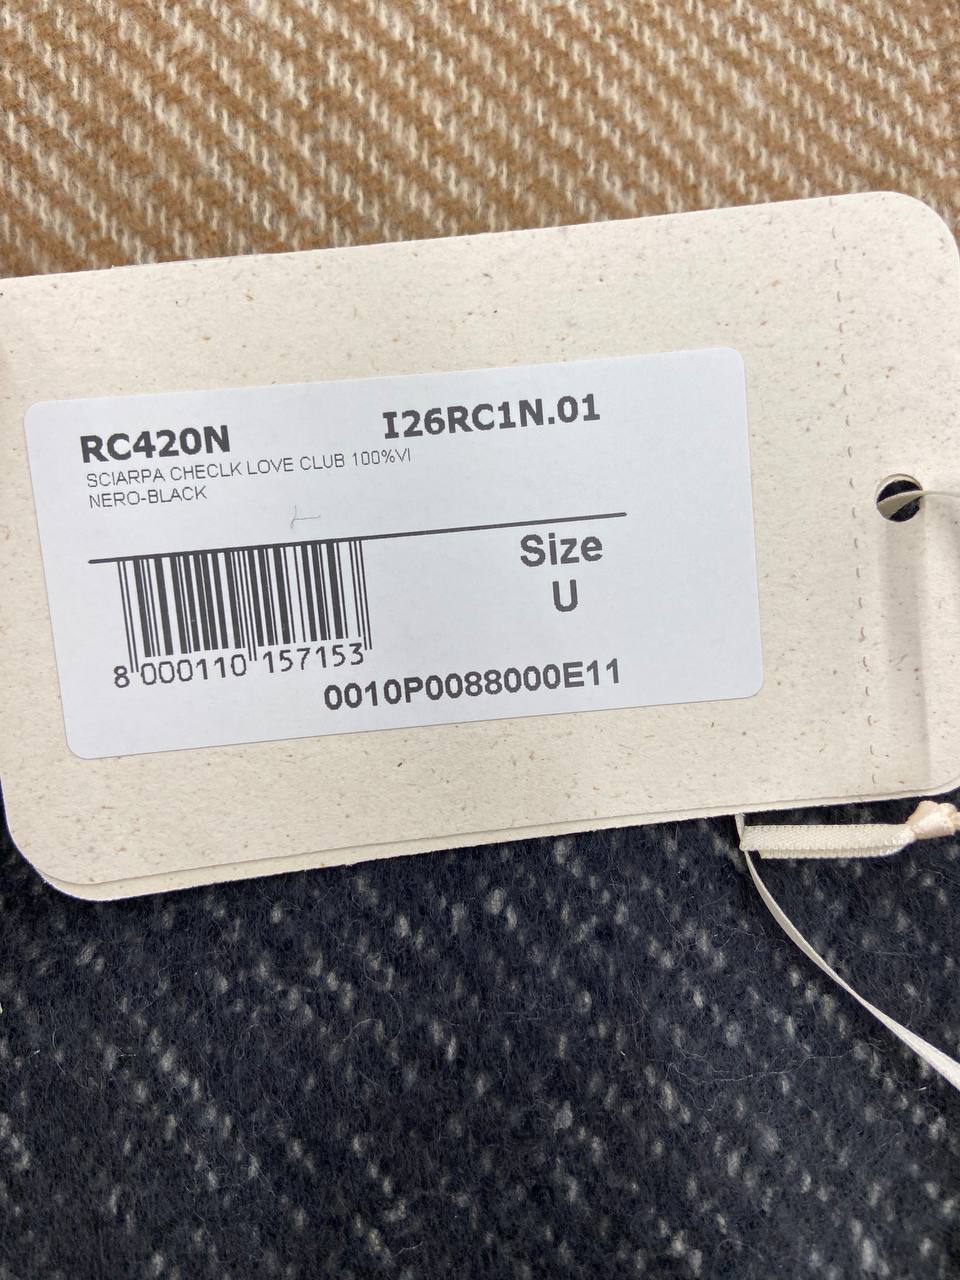 RC420N I26RC1N.01
SCIARPA CHECLK LOVE CLUB 100%VI
NERO-BLACK
Size
U
8 000110 157153
0010P0088000E11